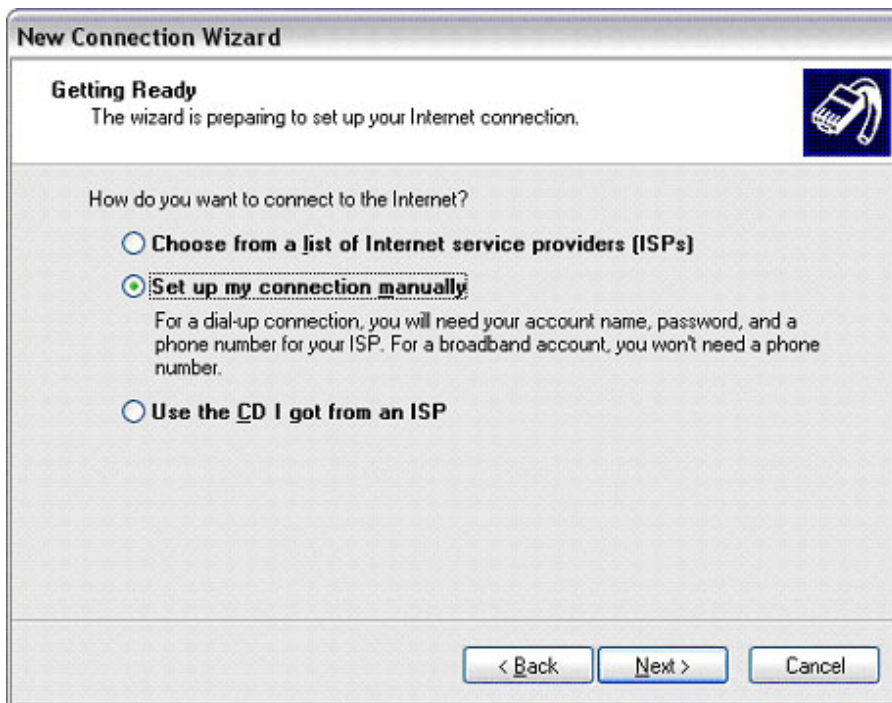 New Connection Wizard
Getting Ready
The wizard is preparing to set up your Internet connection.
How do you want to connect to the Internet?
Choose from a list of Internet service providers (ISPs)
Set up my connection manually
For a dial-up connection, you will need your account name, password, and a
phone number for your ISP. For a broadband account, you won't need a phone
number.
Use the CD I got from an ISP
< Back
Next >
Cancel